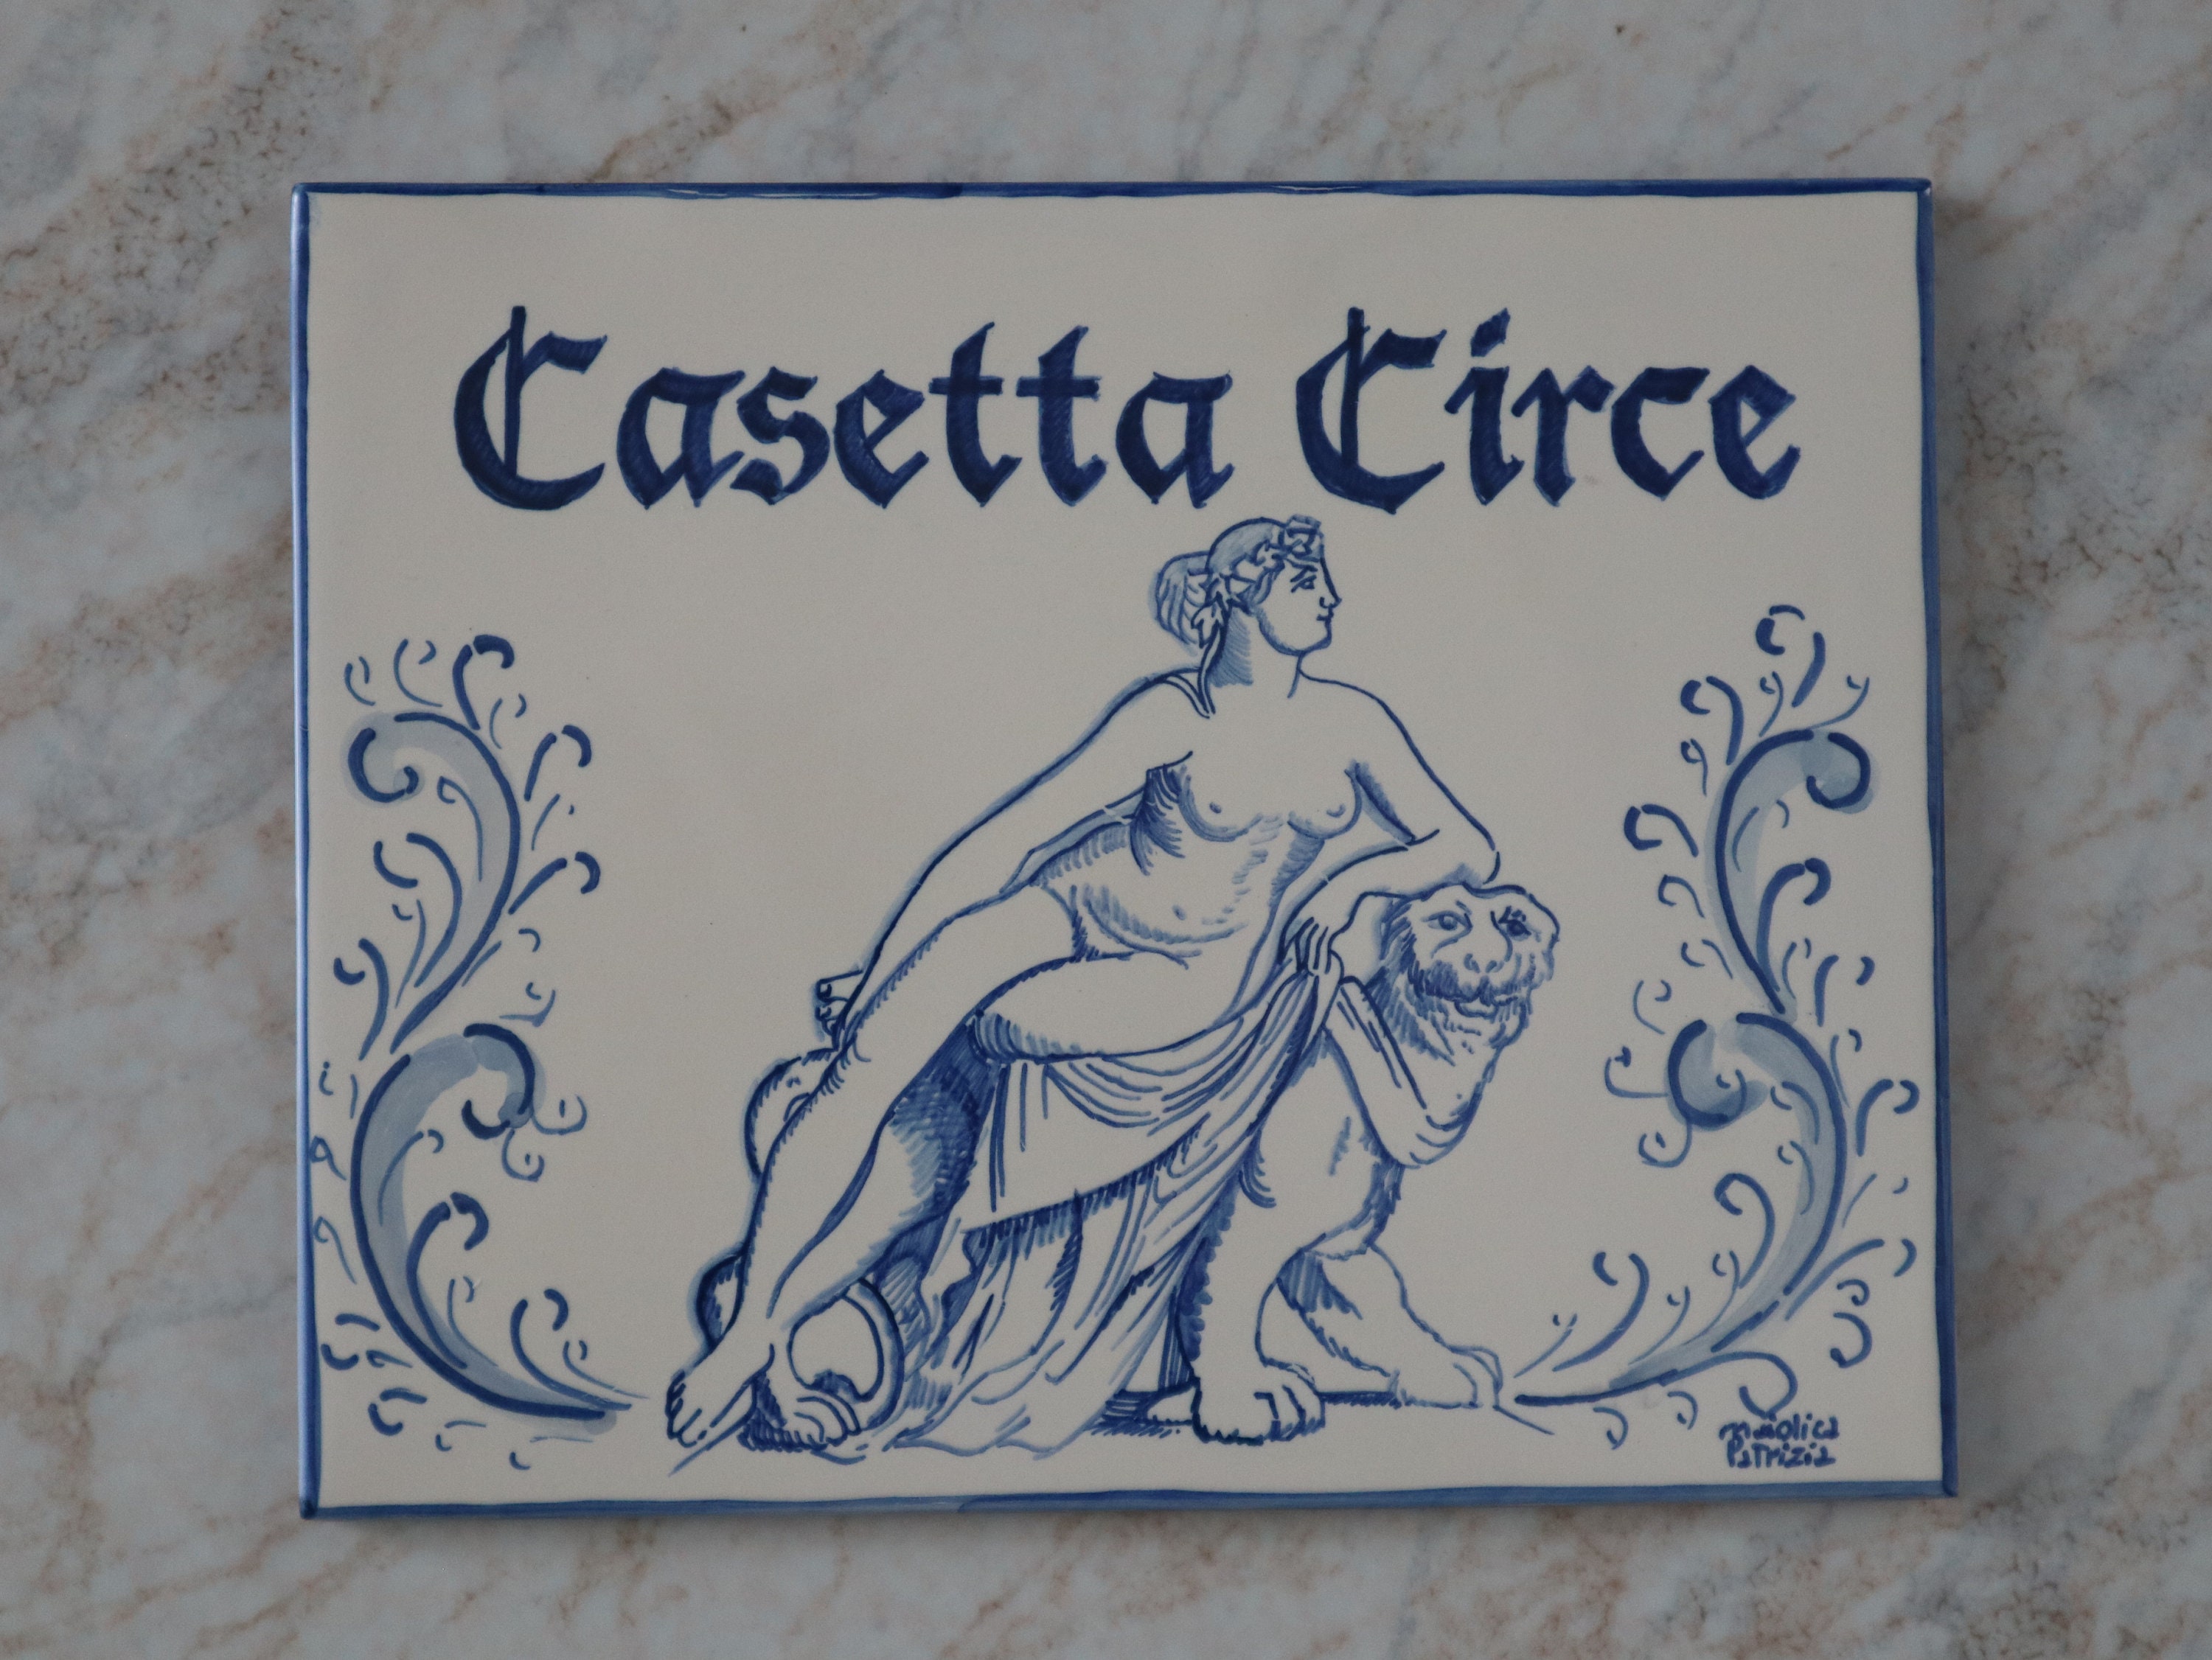 Casetta Circe
maiolica
Patrizia